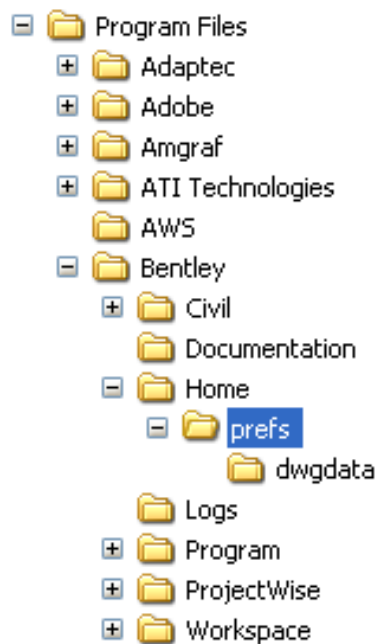 Program Files
Adaptec
Adobe
Amgraf
ATI Technologies
AWS
Bentley
Civil
Documentation
Home
prefs
dwgdata
Logs
Program
ProjectWise
Workspace